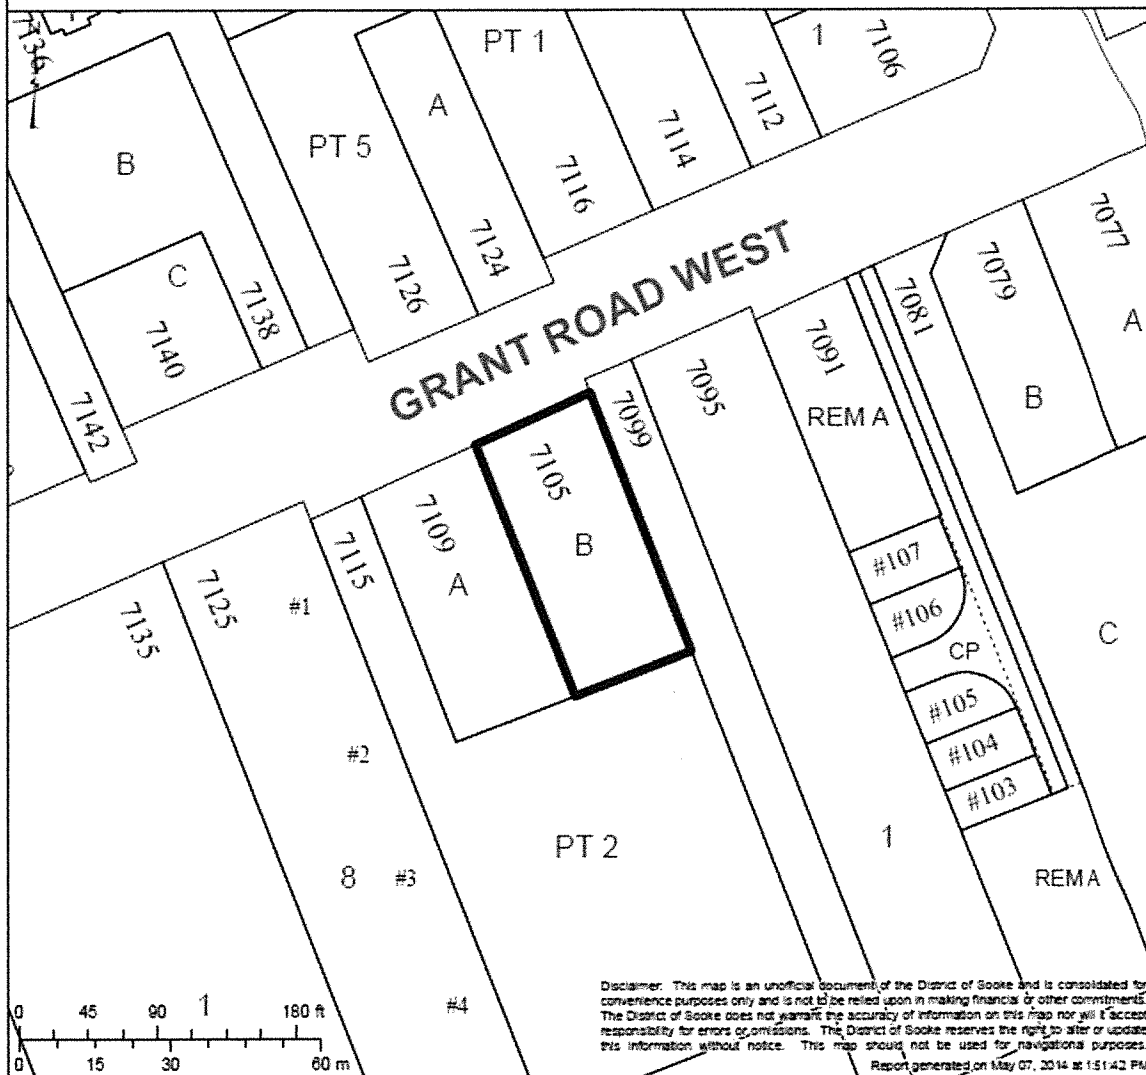 7136
PT 1
1
7106
A
7112
B
PT 5
7114
7116
7124
C
7126
7138
7140
7142
GRANT ROAD WEST
7077
7079
7081
A
B
7091
REM A
7095
7099
7105
B
7109
A
7115
7125
#1
7135
#107
#106
CP
C
#105
#104
#103
#2
PT 2
1
REM A
8
#3
#4
1
0 45 90 180 ft
0 15 30 60 m
Disclaimer: This map is an unofficial document of the District of Sooke and is consolidated for
convenience purposes only and is not to be relied upon in making financial or other commitments.
The District of Sooke does not warrant the accuracy of information on this map nor will it accept
responsibility for errors or omissions. The District of Sooke reserves the right to alter or update
this information without notice. This map should not be used for navigational purposes.
Report generated on May 07, 2014 at 1:51:42 PM